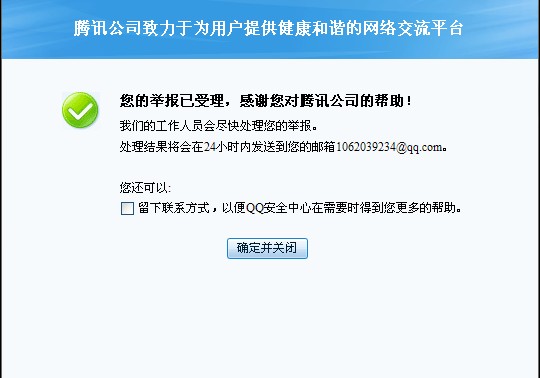 腾讯公司致力于为用户提供健康和谐的网络交流平台
您的举报已受理，感谢您对腾讯公司的帮助！
我们的工作人员会尽快处理您的举报。
处理结果将会在24小时内发送到您的邮箱1062039234@qq.com。
您还可以:
留下联系方式，以便QQ安全中心在需要时得到您更多的帮助。
确定并关闭